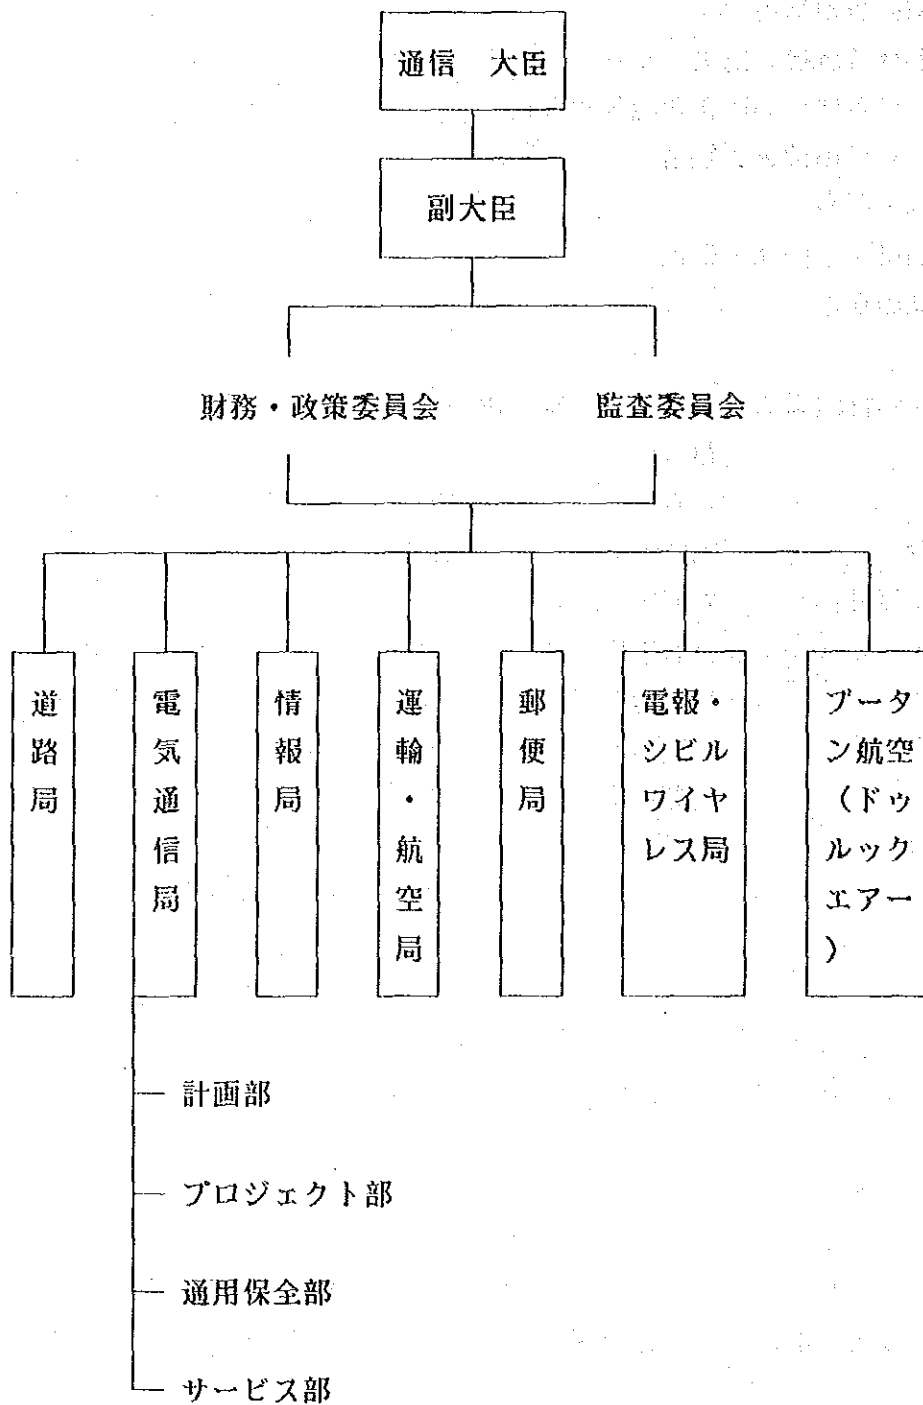 通信 大臣
副大臣
財務・政策委員会 監査委員会
道路局
電気通信局
情報局
運輸・航空局
郵便局
電報・
シビル
ワイヤ
レス局
ブータ
ン航空
（ドゥ
ルック
エアー
）
計画部
プロジェクト部
通用保全部
サービス部